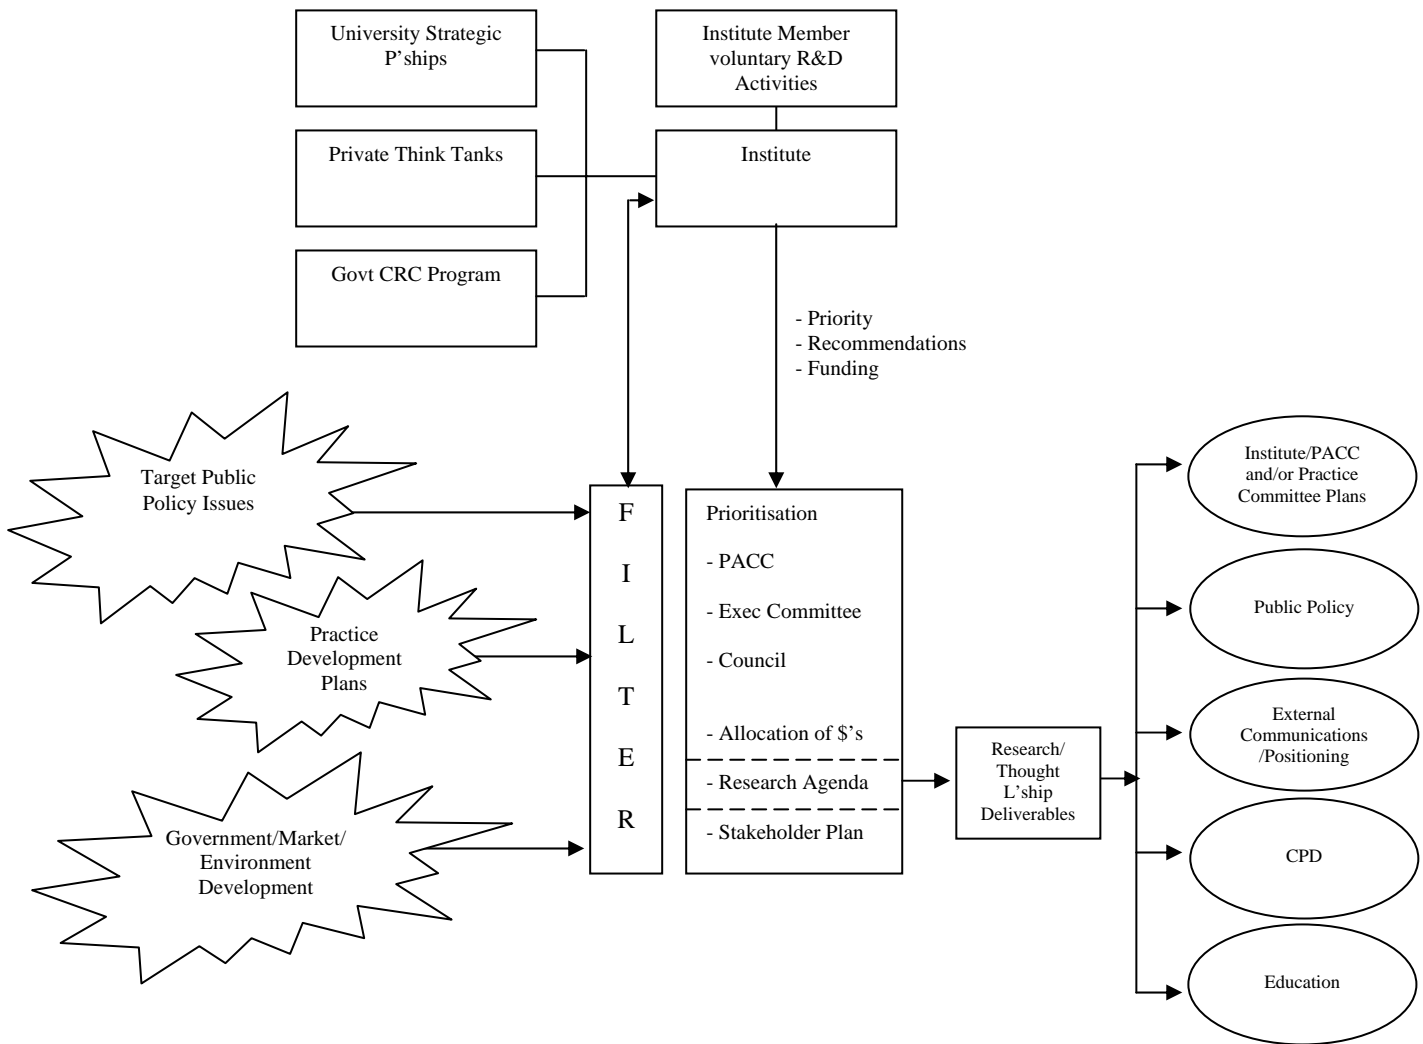 University Strategic
P’ships
Institute Member
voluntary R&D
Activities
Private Think Tanks
Institute
Govt CRC Program
- Priority
- Recommendations
- Funding
Target Public
Policy Issues
Practice
Development
Plans
Government/Market/
Environment
Development
F
I
L
T
E
R
Prioritisation
- PACC
- Exec Committee
- Council
- Allocation of $’s
- Research Agenda
- Stakeholder Plan
Research/
Thought
L’ship
Deliverables
Institute/PACC
and/or Practice
Committee Plans
Public Policy
External
Communications
/Positioning
CPD
Education